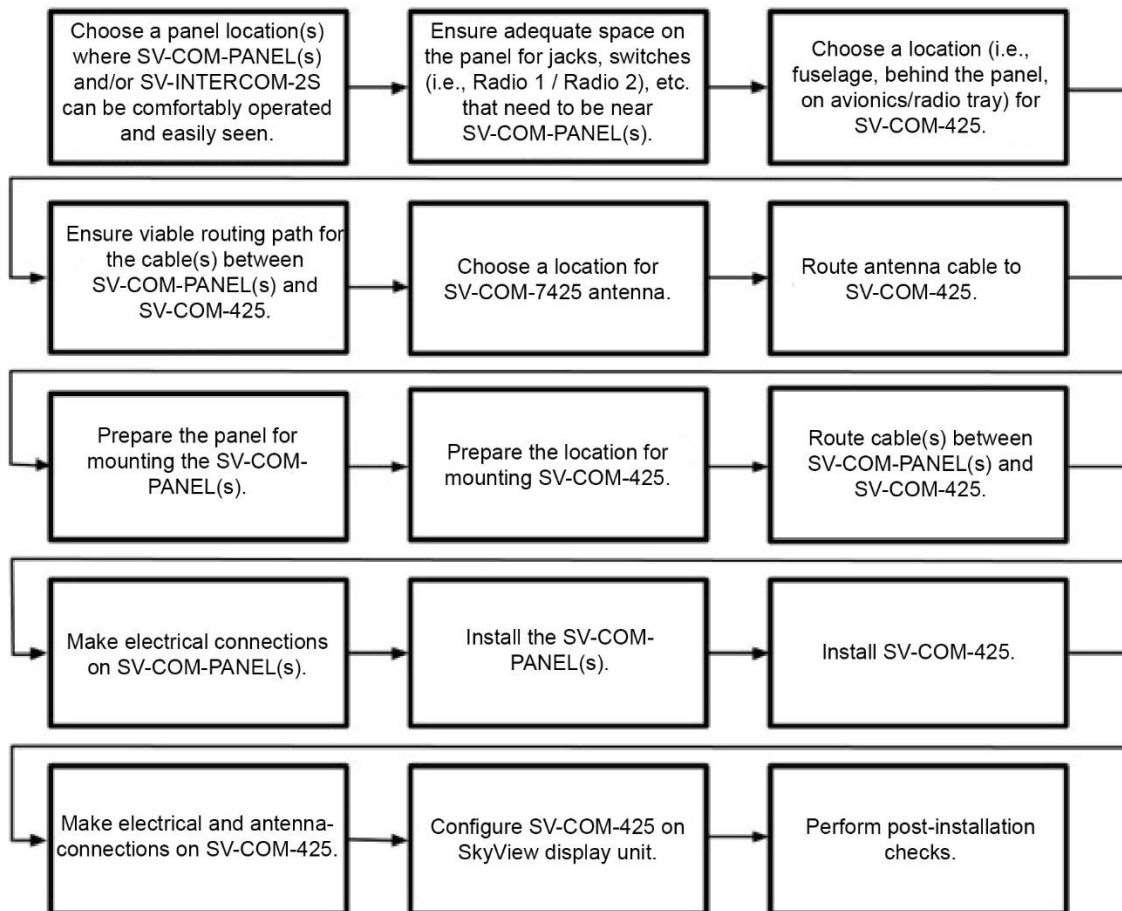 Choose a panel location(s)
where SV-COM-PANEL(s)
and/or SV-INTERCOM-2S
can be comfortably operated
and easily seen.
Ensure adequate space on
the panel for jacks, switches
(i.e., Radio 1 / Radio 2), etc.
that need to be near
SV-COM-PANEL(s).
Choose a location (i.e.,
fuselage, behind the panel,
on avionics/radio tray) for
SV-COM-425.
Ensure viable routing path for
the cable(s) between
SV-COM-PANEL(s) and
SV-COM-425.
Choose a location for
SV-COM-7425 antenna.
Route antenna cable to
SV-COM-425.
Prepare the panel for
mounting the SV-COM-
PANEL(s).
Prepare the location for
mounting SV-COM-425.
Route cable(s) between
SV-COM-PANEL(s) and
SV-COM-425.
Make electrical connections
on SV-COM-PANEL(s).
Install the SV-COM-
PANEL(s).
Install SV-COM-425.
Make electrical and antenna-
connections on SV-COM-425.
Configure SV-COM-425 on
SkyView display unit.
Perform post-installation
checks.